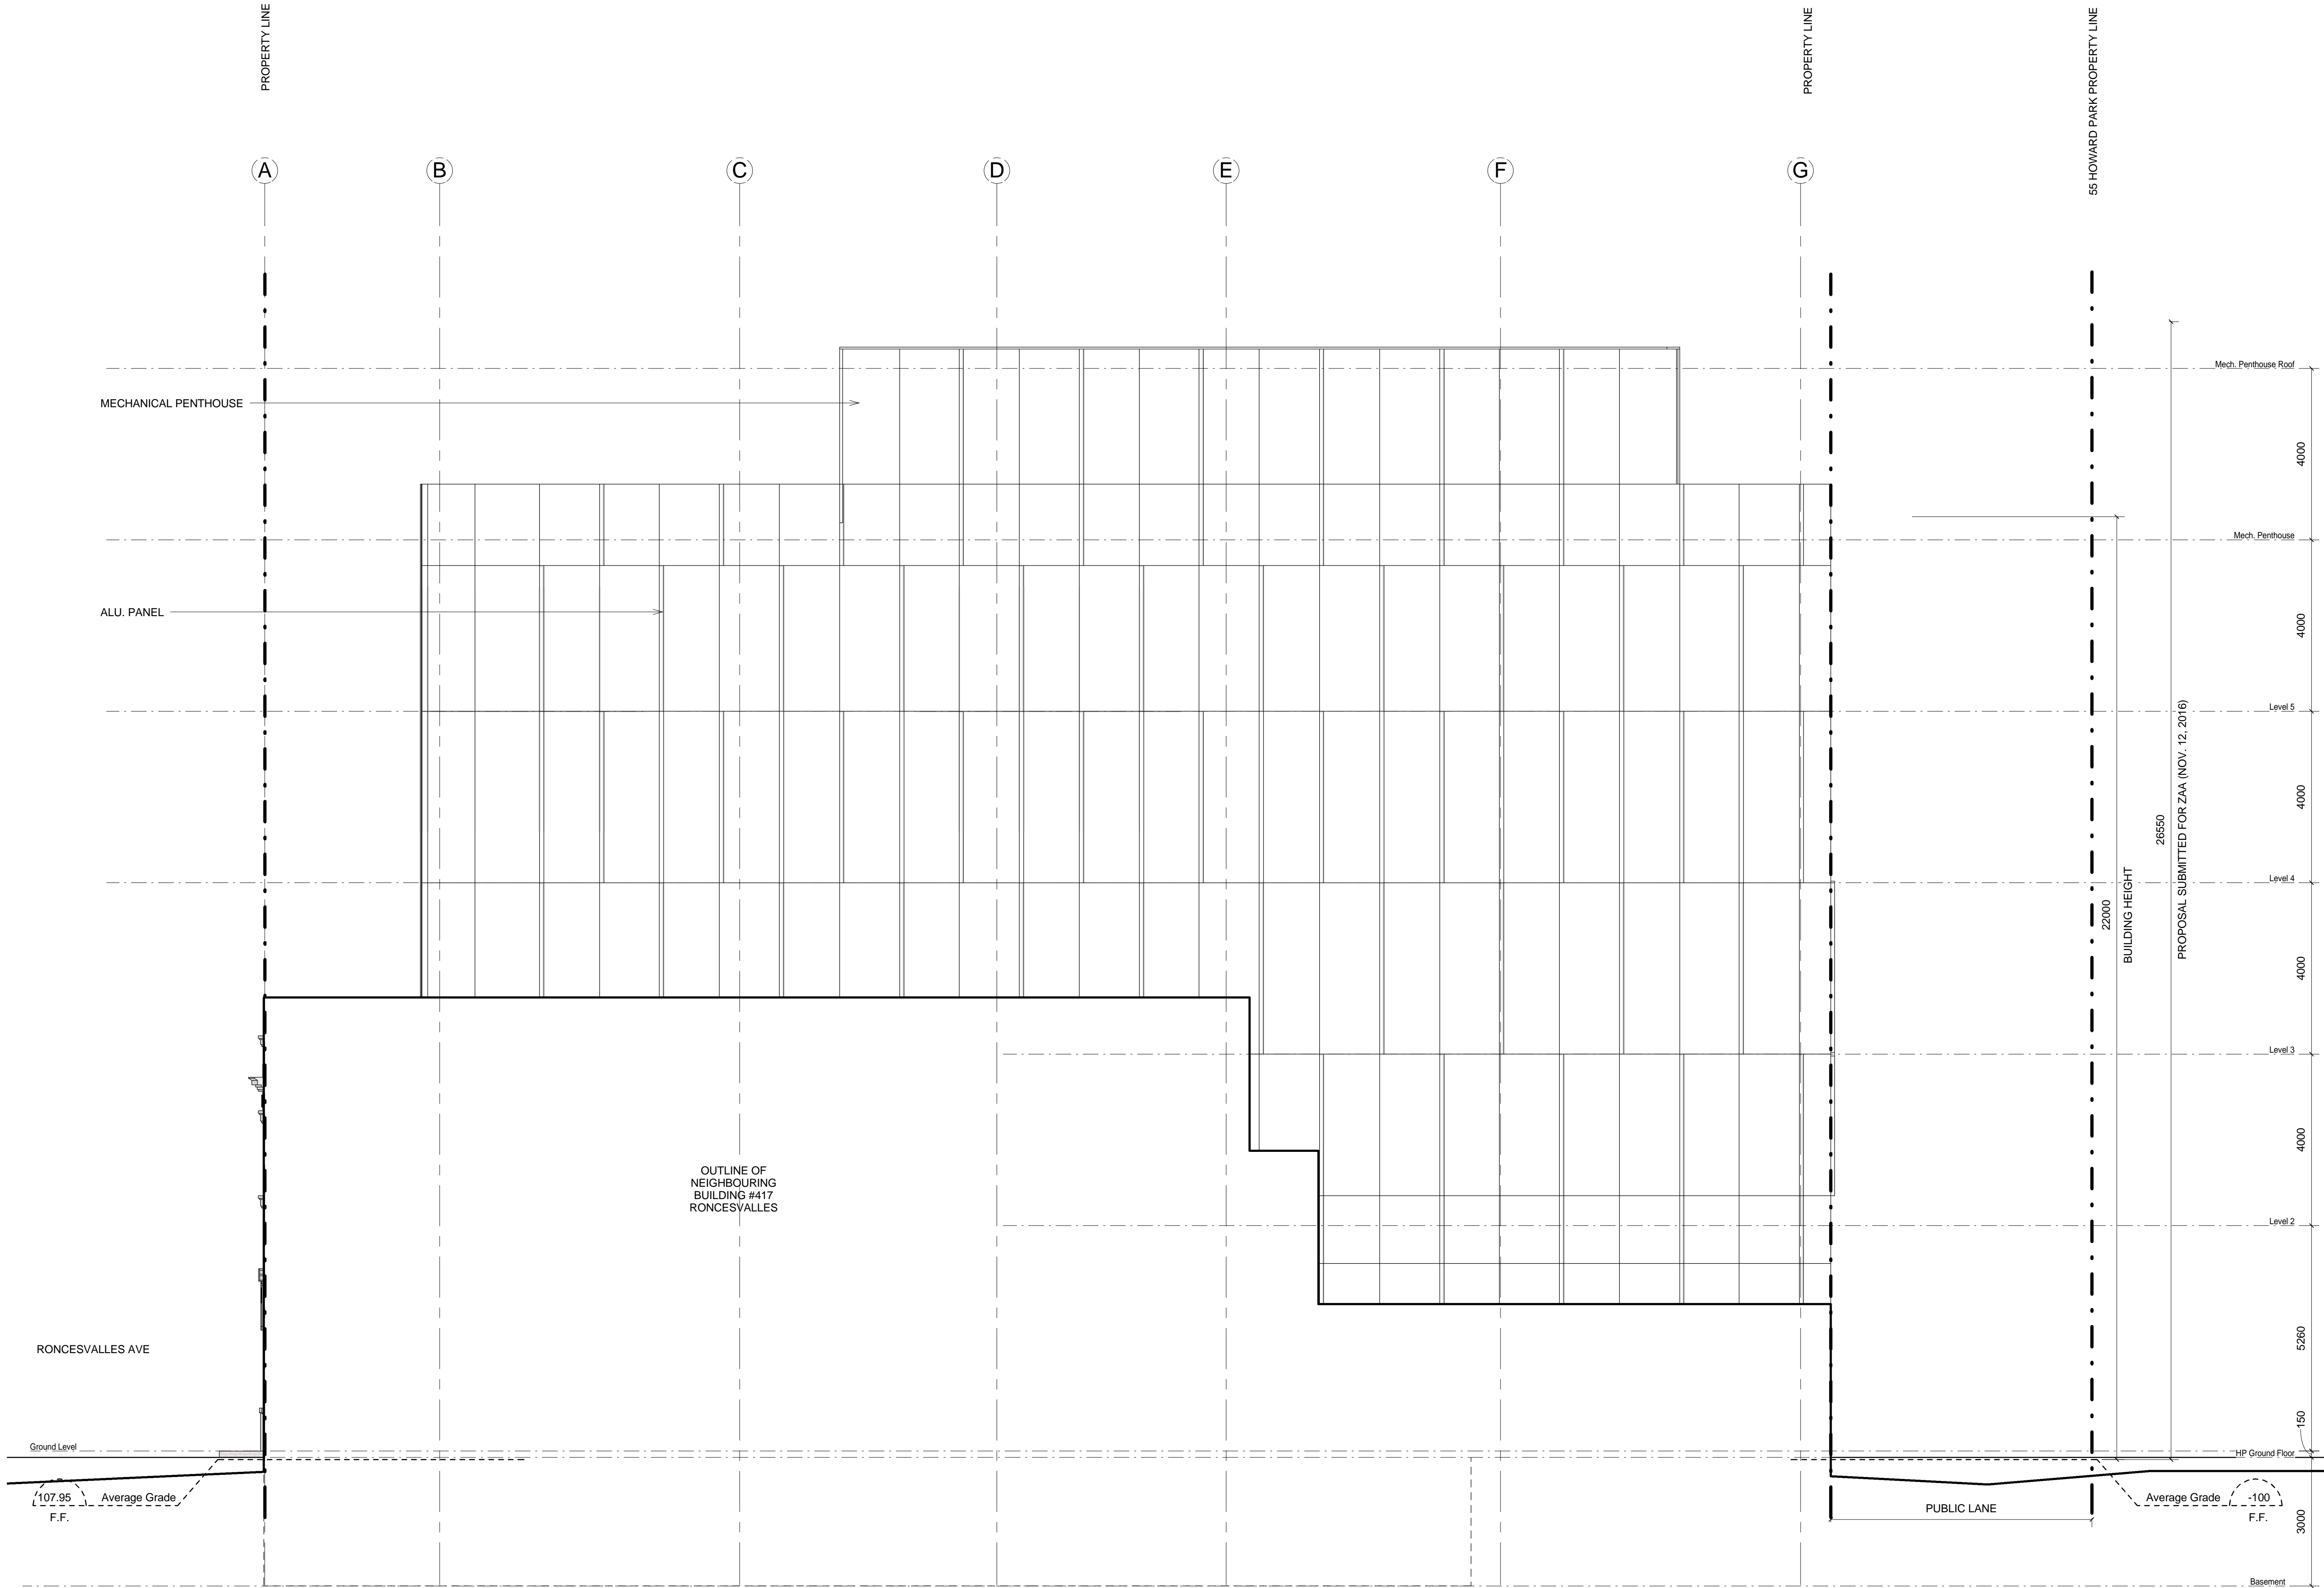 PROPERTY LINE
PROPERTY LINE
55 HOWARD PARK PROPERTY LINE
A
B
C
D
E
F
G
Mech. Penthouse Roof
MECHANICAL PENTHOUSE
4000
Mech. Penthouse
ALU. PANEL
4000
Level 5
4000
26550
PROPOSAL SUBMITTED FOR ZAA (NOV. 12, 2016)
Level 4
22000
BUILDING HEIGHT
4000
Level 3
4000
OUTLINE OF
NEIGHBOURING
BUILDING #417
RONCESVALLES
Level 2
RONCESVALLES AVE
5260
150
Ground Level
HP Ground Floor
107.95
Average Grade
F.F.
PUBLIC LANE
Average Grade
-100
F.F.
3000
Basement